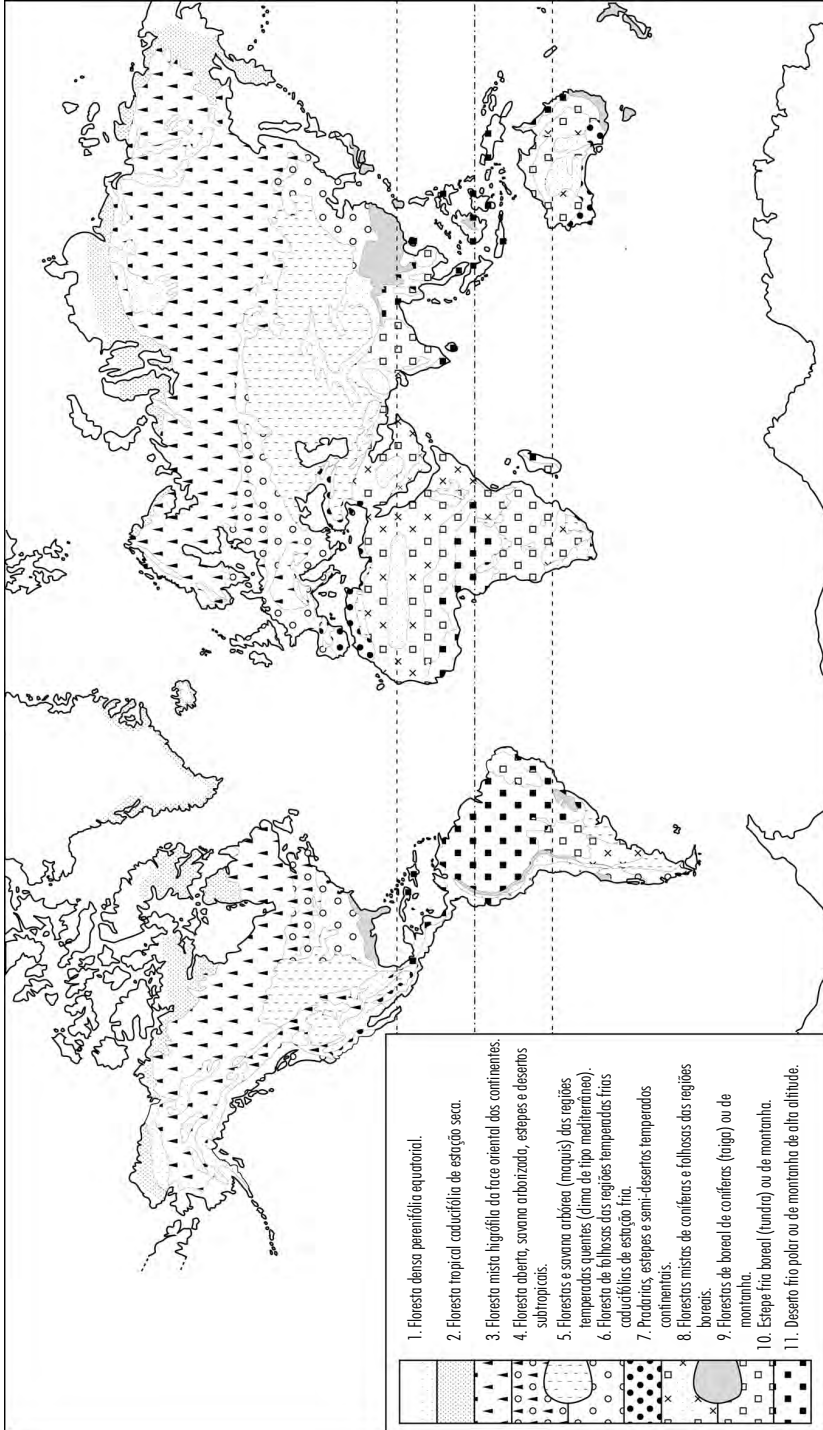 1. Floresta densa perenifólia equatorial.
2. Floresta tropical caducifólia de estação seca.
3. Floresta mista higrófila da face oriental dos continentes.
4. Floresta aberta, savana arborizada, estepes e desertos
subtropicais.
5. Florestas e savana arbórea (maquis) das regiões
temperadas quentes (clima de tipo mediterrâneo).
6. Floresta de folhosas das regiões temperadas frias
caducifólias de estação fria.
7. Pradarias, estepes e semi-desertos temperados
continentais.
8. Florestas mistas de coníferas e folhosas das regiões
boreais.
9. Florestas de boreal de coníferas (taiga) ou de
montanha.
10. Estepe fria boreal (tundra) ou de montanha.
11. Deserto frio polar ou de montanha de alta altitude.